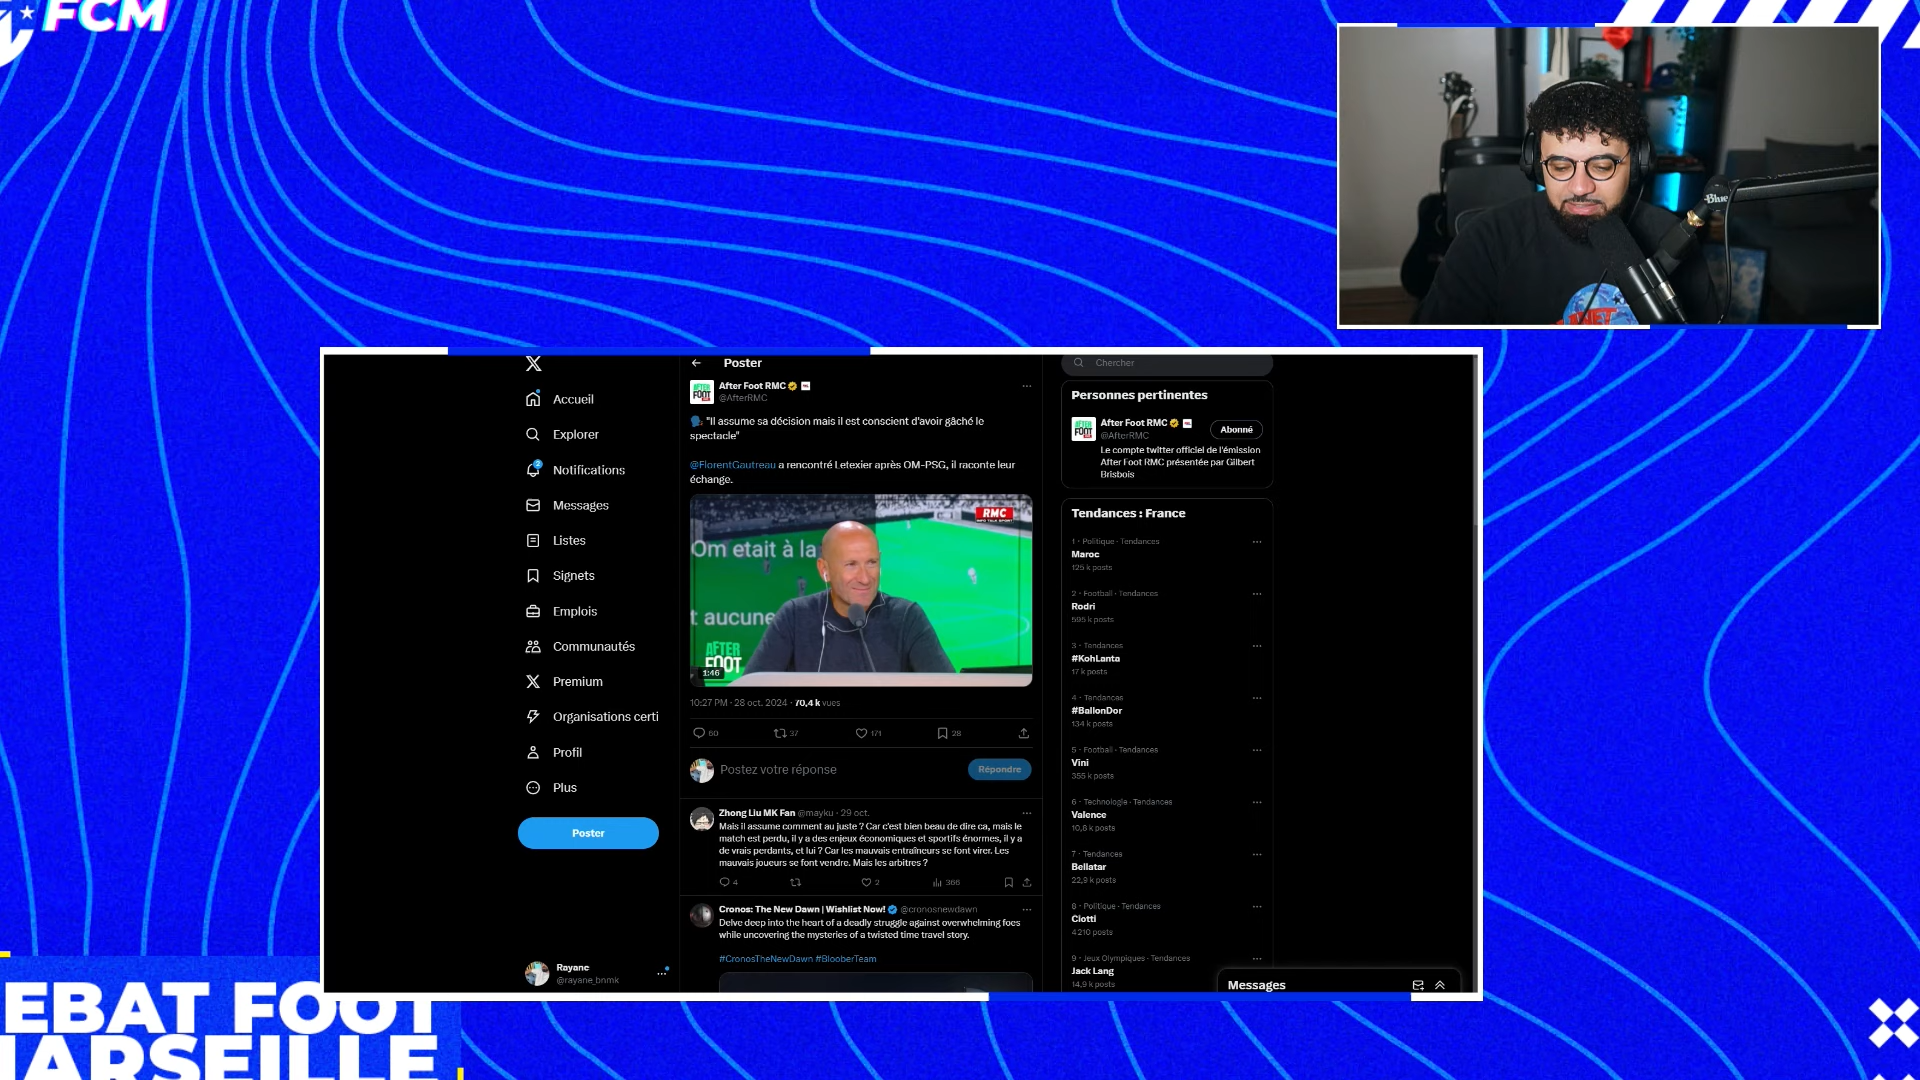 FCM
Blue
Poster
Chercher
After Foot RMC
@AfterRMC
"Il assume sa décision mais il est conscient d'avoir gâché le
spectacle"
@FlorentGautreau a rencontré Letexier après OM-PSG, il raconte leur
échange.
Om etait à la
t aucune
RMC
INFO TALK SPORT
AFTER
FOOT
1:46
10:27 PM · 28 oct. 2024 · 70,4 k vues
60
37
171
28
Postez votre réponse
Répondre
Zhong Liu MK Fan @mayku · 29 oct.
Mais il assume comment au juste ? Car c'est bien beau de dire ca, mais le
match est perdu, il y a des enjeux économiques et sportifs énormes, il y a
de vrais perdants, et lui ? Car les mauvais entraîneurs se font virer. Les
mauvais joueurs se font vendre. Mais les arbitres ?
4
2
366
Cronos: The New Dawn | Wishlist Now! @cronosnewdawn
Delve deep into the heart of a deadly struggle against overwhelming foes
while uncovering the mysteries of a twisted time travel story.
#CronosTheNewDawn #BlooberTeam
Accueil
Explorer
2
Notifications
Messages
Listes
Signets
Emplois
Communautés
Premium
Organisations certi
Profil
Plus
Poster
Rayane
@rayane_bnmk
Personnes pertinentes
After Foot RMC
@AfterRMC
Abonné
Le compte twitter officiel de l'émission
After Foot RMC présentée par Gilbert
Brisbois
Tendances : France
1 · Politique · Tendances
Maroc
125 k posts
2 · Football · Tendances
Rodri
595 k posts
3 · Tendances
#KohLanta
17 k posts
4 · Tendances
#BallonDor
134 k posts
5 · Football · Tendances
Vini
355 k posts
6 · Technologie · Tendances
Valence
10,8 k posts
7 · Tendances
Bellatar
22,9 k posts
8 · Politique · Tendances
Ciotti
4 210 posts
9 · Jeux Olympiques · Tendances
Jack Lang
14,9 k posts
Messages
EBAT FOOT
MARSEILLE